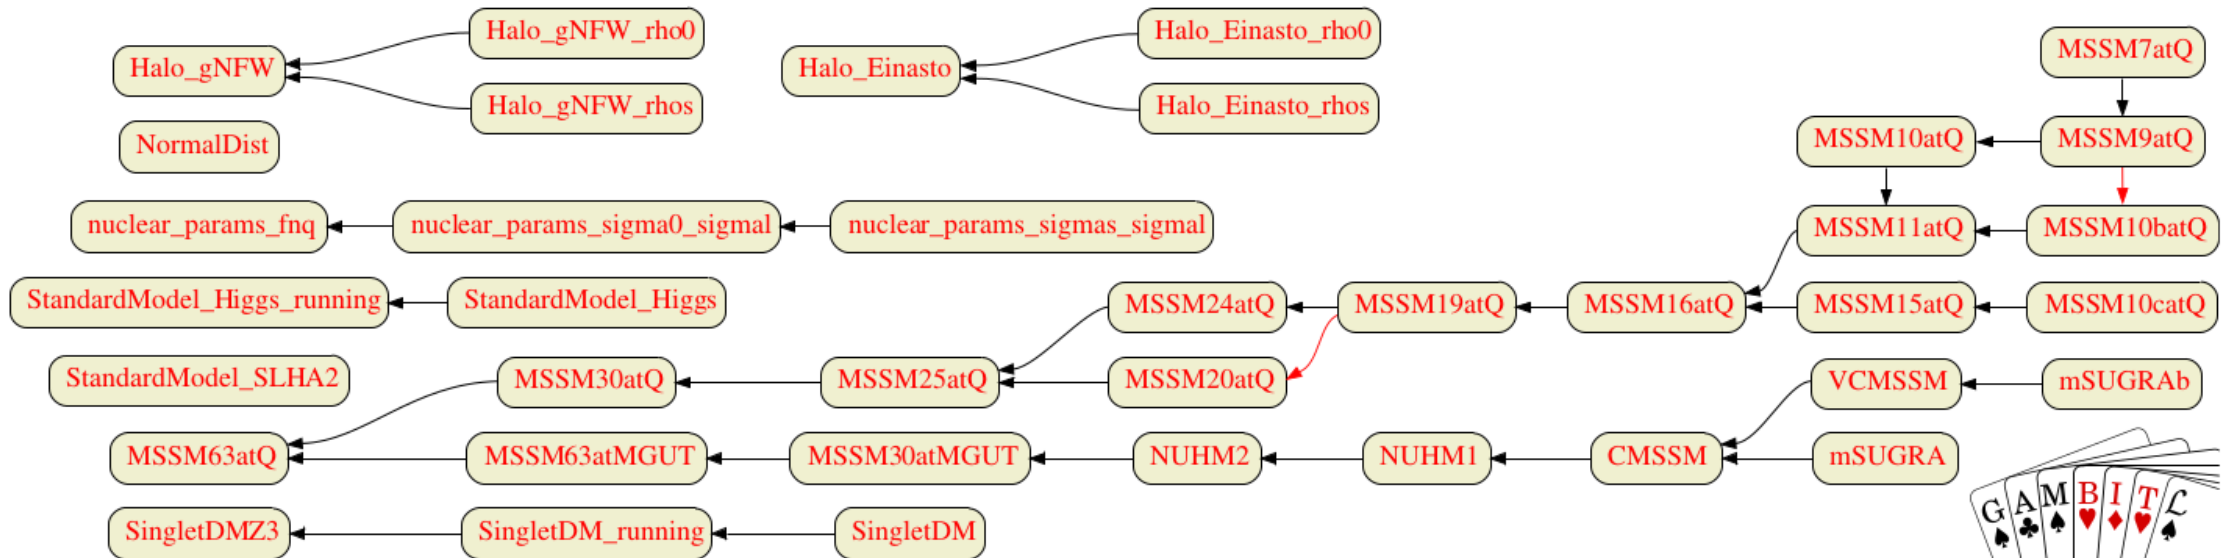 Halo_gNFW_rho0
Halo_Einasto_rho0
MSSM7atQ
Halo_gNFW
Halo_Einasto
Halo_gNFW_rhos
Halo_Einasto_rhos
NormalDist
MSSM10atQ
MSSM9atQ
nuclear_params_fnq
nuclear_params_sigma0_sigmal
nuclear_params_sigmas_sigmal
MSSM11atQ
MSSM10batQ
StandardModel_Higgs_running
StandardModel_Higgs
MSSM24atQ
MSSM19atQ
MSSM16atQ
MSSM15atQ
MSSM10catQ
StandardModel_SLHA2
MSSM30atQ
MSSM25atQ
MSSM20atQ
VCMSSM
mSUGRAb
MSSM63atQ
MSSM63atMGUT
MSSM30atMGUT
NUHM2
NUHM1
CMSSM
mSUGRA
SingletDMZ3
SingletDM_running
SingletDM
GAMBIT